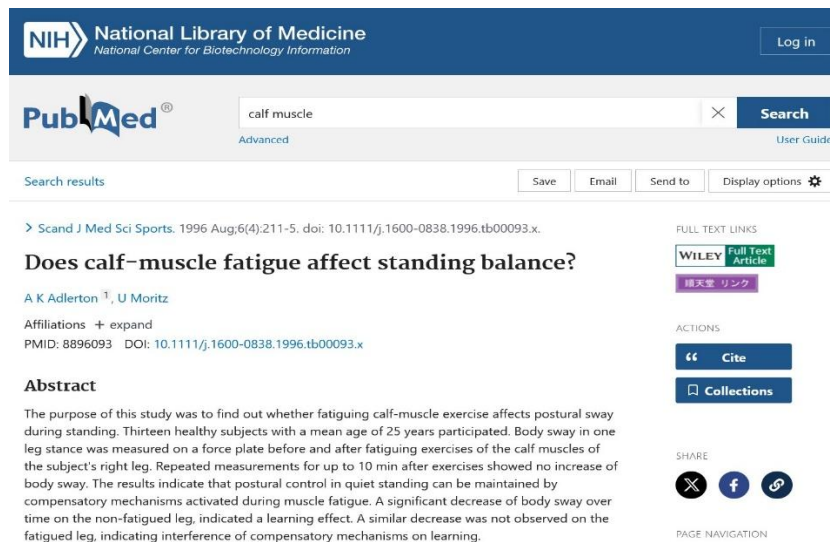 NIH National Library of Medicine
National Center for Biotechnology Information
Log in
PubMed®
calf muscle
Search
Advanced
User Guide
Search results
Save
Email
Send to
Display options
Scand J Med Sci Sports. 1996 Aug;6(4):211-5. doi: 10.1111/j.1600-0838.1996.tb00093.x.
Does calf-muscle fatigue affect standing balance?
A K Adlerton 1, U Moritz
Affiliations + expand
PMID: 8896093 DOI: 10.1111/j.1600-0838.1996.tb00093.x
Abstract
The purpose of this study was to find out whether fatiguing calf-muscle exercise affects postural sway
during standing. Thirteen healthy subjects with a mean age of 25 years participated. Body sway in one
leg stance was measured on a force plate before and after fatiguing exercises of the calf muscles of
the subject's right leg. Repeated measurements for up to 10 min after exercises showed no increase of
body sway. The results indicate that postural control in quiet standing can be maintained by
compensatory mechanisms activated during muscle fatigue. A significant decrease of body sway over
time on the non-fatigued leg, indicated a learning effect. A similar decrease was not observed on the
fatigued leg, indicating interference of compensatory mechanisms on learning.
FULL TEXT LINKS
WILEY Full Text
Article
順天堂 リンク
ACTIONS
Cite
Collections
SHARE
PAGE NAVIGATION